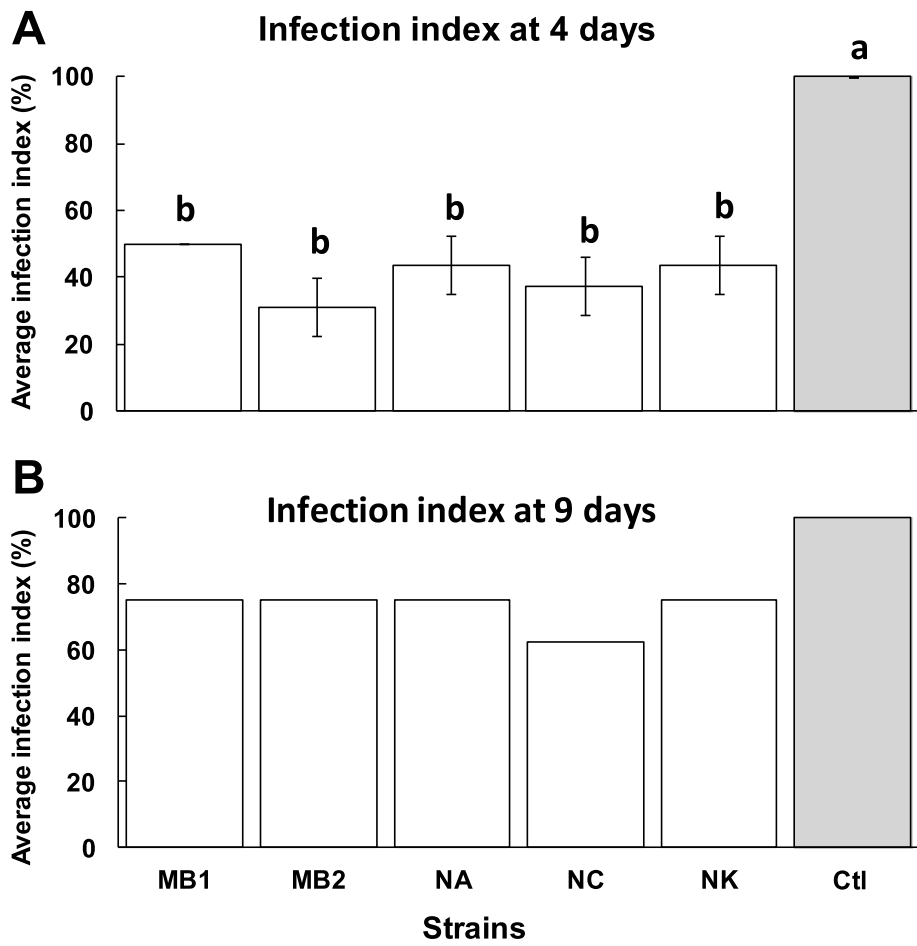 A
Infection index at 4 days
Average infection index (%)
100
80
60
40
20
0
b
b
b
b
b
a
B
Infection index at 9 days
Average infection index (%)
100
80
60
40
20
0
MB1 MB2 NA NC NK Ctl
Strains